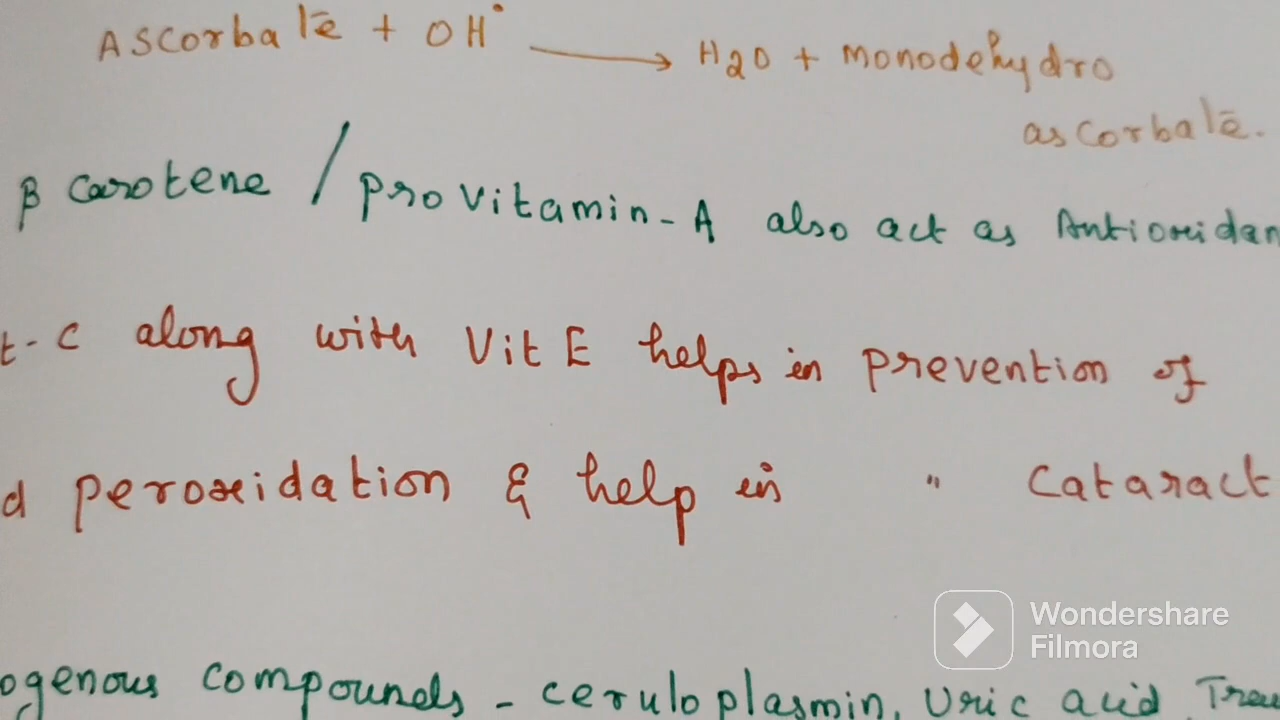 Ascorbate + OH• → H2O + Monodehydro
ascorbate.
β carotene / provitamin-A also act as Antioxidan
t-C along with Vit E helps in prevention of
d peroxidation & help in " Cataract
ogenous compounds - ceruloplasmin, Uric acid
Wondershare
Filmora